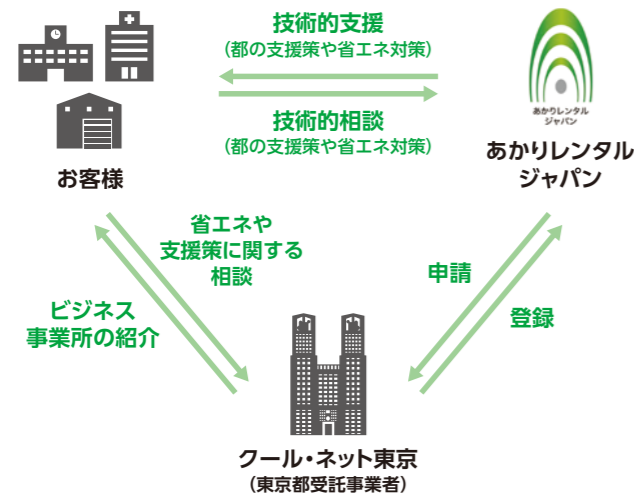 技術的支援
(都の支援策や省エネ対策)
技術的相談
(都の支援策や省エネ対策)
あかりレンタル
ジャパン
お客様
あかりレンタル
ジャパン
省エネや
支援策に関する
相談
ビジネス
事業所の紹介
申請
登録
クール・ネット東京
(東京都受託事業者)